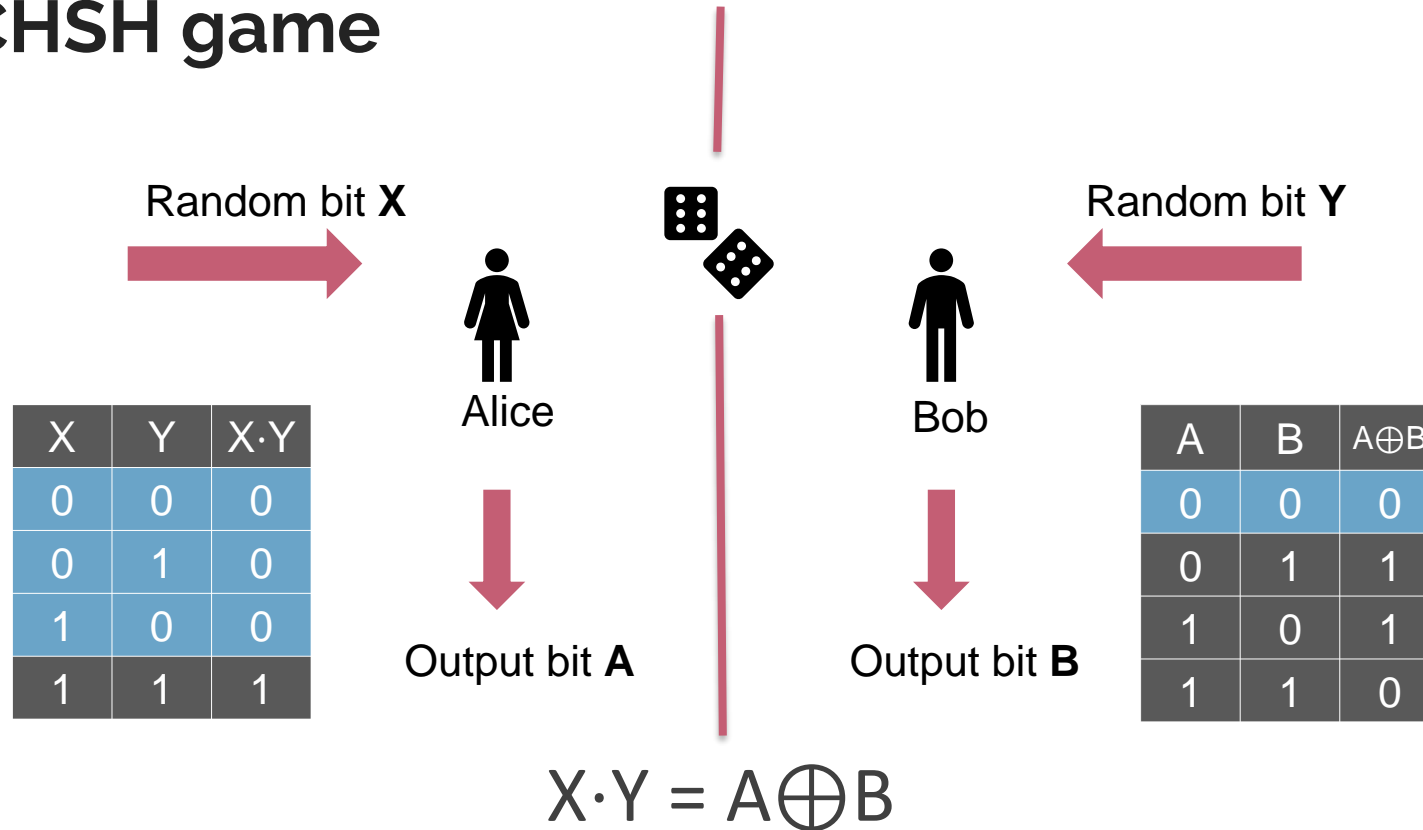 CHSH game
Random bit X
Random bit Y
Alice
Bob
X Y X·Y
0 0 0
0 1 0
1 0 0
1 1 1
A B A⊕B
0 0 0
0 1 1
1 0 1
1 1 0
Output bit A
Output bit B
X·Y = A⊕B